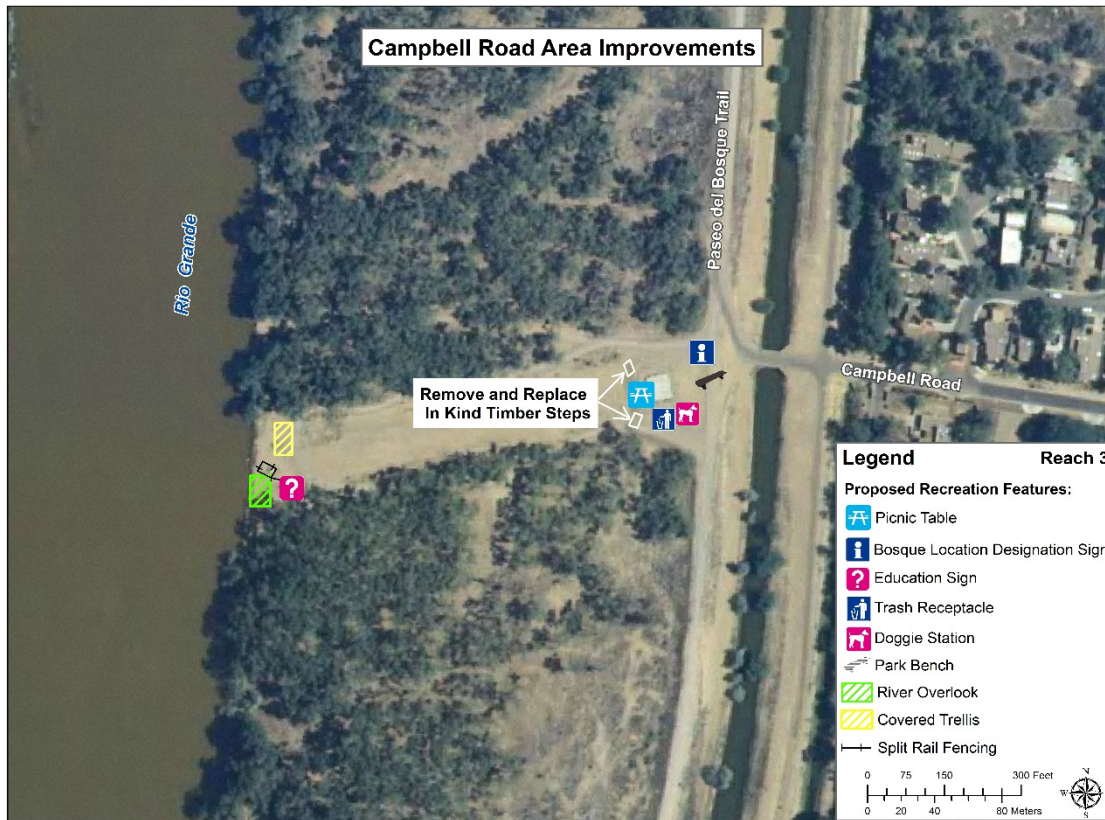 Campbell Road Area Improvements
Paseo del Bosque Trail
Rio Grande
Campbell Road
Remove and Replace
In Kind Timber Steps
Legend Reach 3
Proposed Recreation Features:
Picnic Table
Bosque Location Designation Sign
Education Sign
Trash Receptacle
Doggie Station
Park Bench
River Overlook
Covered Trellis
Split Rail Fencing
0 75 150 300 Feet
0 20 40 80 Meters
N
W E
S